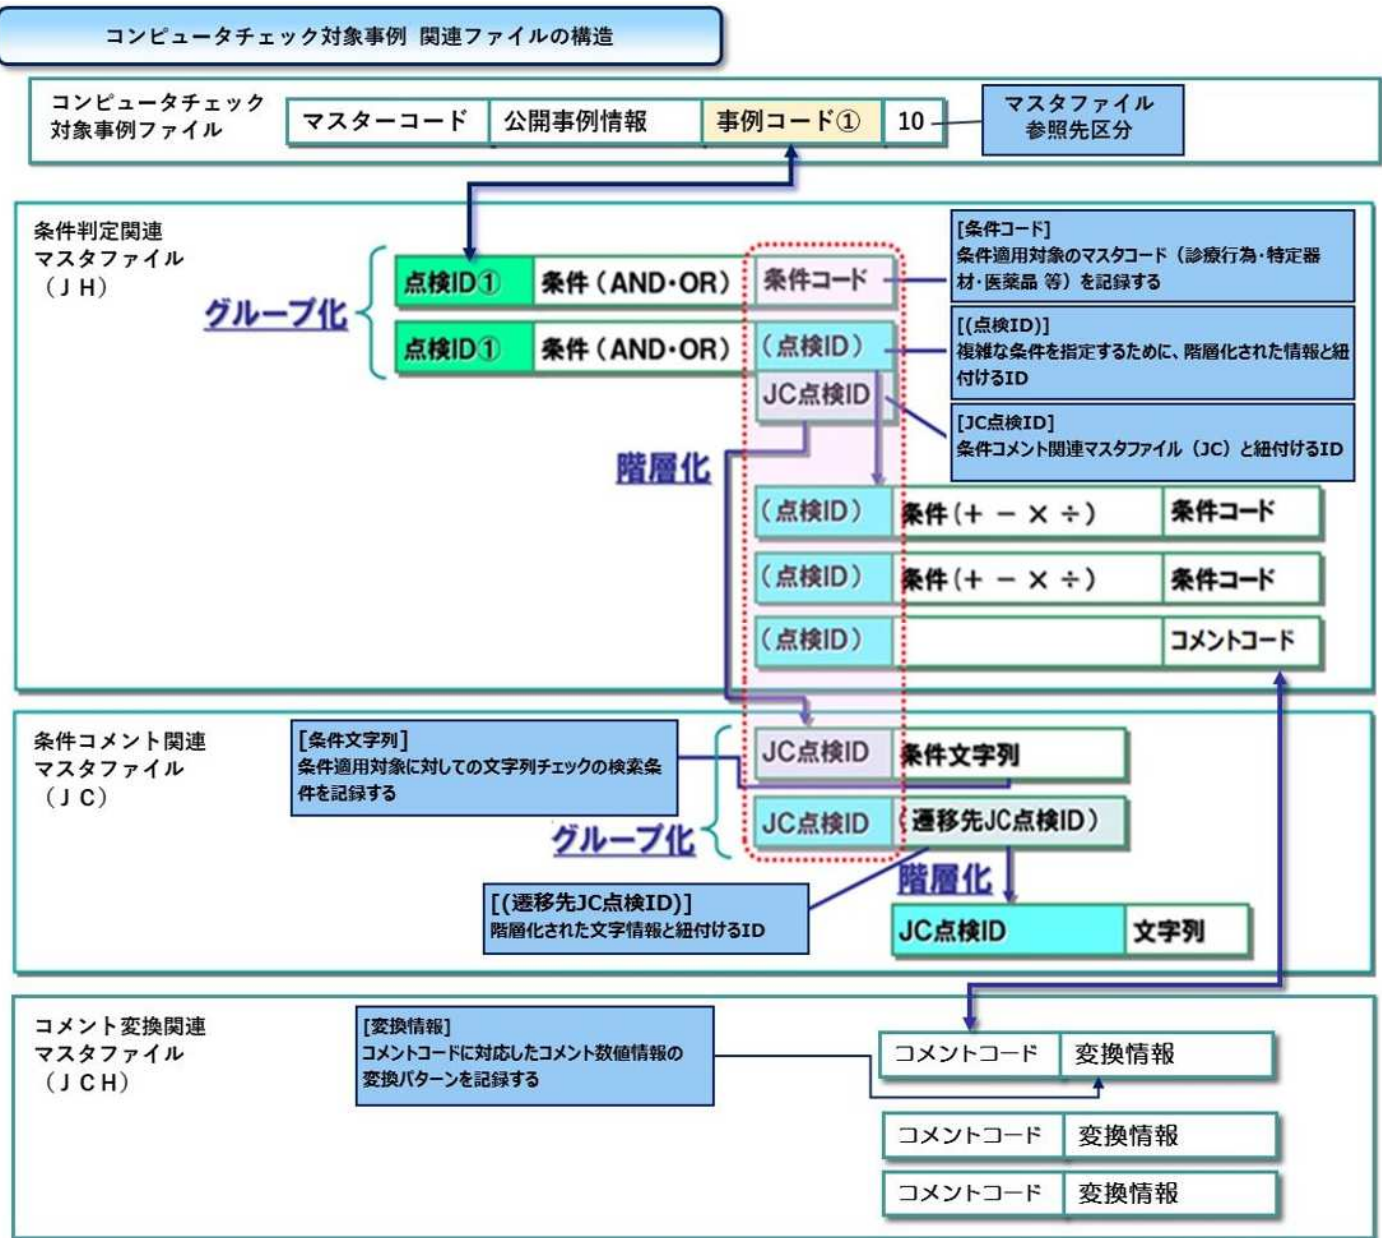 コンピュータチェック対象事例 関連ファイルの構造
コンピュータチェック
対象事例ファイル
マスターコード
公開事例情報
事例コード①
10
マスタファイル
参照先区分
条件判定関連
マスタファイル
（ＪＨ）
グループ化
点検ID①
条件（AND・OR）
条件コード
点検ID①
条件（AND・OR）
（点検ID）
JC点検ID
[条件コード]
条件適用対象のマスタコード（診療行為・特定器
材・医薬品 等）を記録する
[(点検ID)]
複雑な条件を指定するために、階層化された情報と紐
付けるID
[JC点検ID]
条件コメント関連マスタファイル（JC）と紐付けるID
階層化
（点検ID）
条件（＋ － × ÷）
条件コード
（点検ID）
条件（＋ － × ÷）
条件コード
（点検ID）
コメントコード
条件コメント関連
マスタファイル
（ＪＣ）
[条件文字列]
条件適用対象に対しての文字列チェックの検索条
件を記録する
グループ化
JC点検ID
条件文字列
JC点検ID
（遷移先JC点検ID）
階層化
[(遷移先JC点検ID)]
階層化された文字情報と紐付けるID
JC点検ID
文字列
コメント変換関連
マスタファイル
（ＪＣＨ）
[変換情報]
コメントコードに対応したコメント数値情報の
変換パターンを記録する
コメントコード
変換情報
コメントコード
変換情報
コメントコード
変換情報